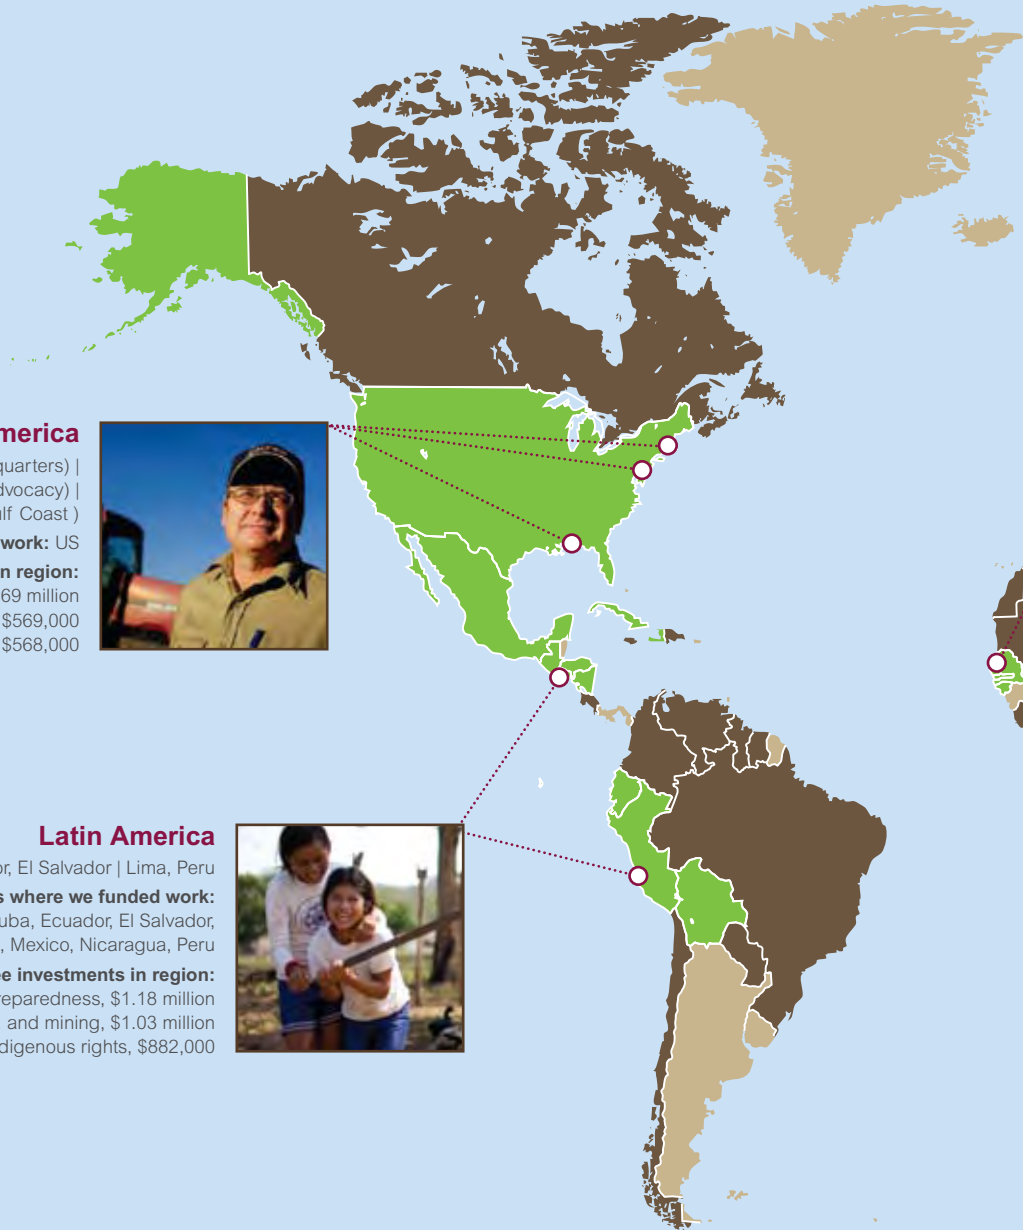 merica
quarters) |
dvocacy) |
lf Coast )
work: US
n region:
69 million
$569,000
$568,000
Latin America
or, El Salvador | Lima, Peru
s where we funded work:
uba, Ecuador, El Salvador,
, Mexico, Nicaragua, Peru
ee investments in region:
reparedness, $1.18 million
and mining, $1.03 million
digenous rights, $882,000